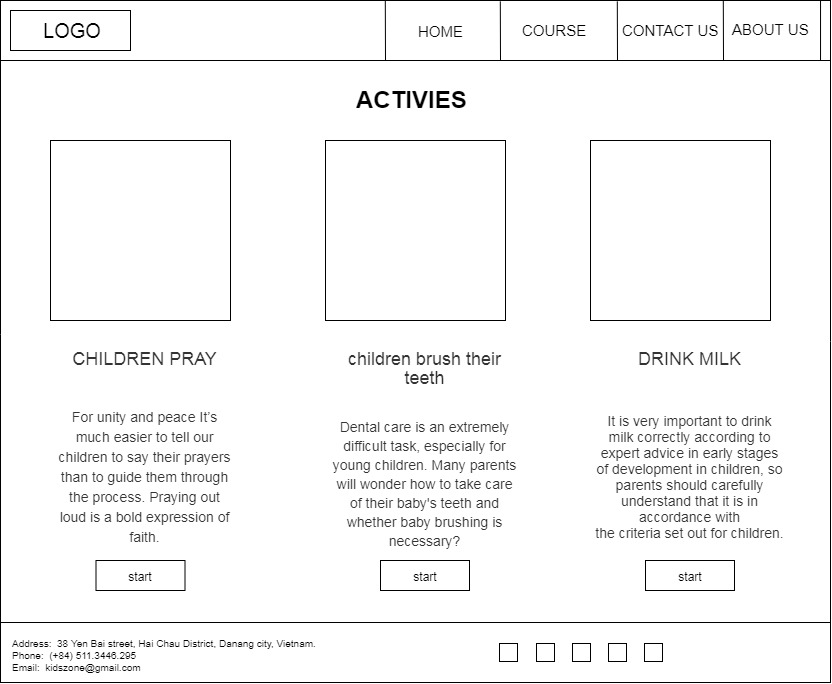 LOGO
HOME
COURSE
CONTACT US
ABOUT US
ACTIVIES
CHILDREN PRAY
For unity and peace It’s
much easier to tell our
children to say their prayers
than to guide them through
the process. Praying out
loud is a bold expression of
faith.
start
children brush their
teeth
Dental care is an extremely
difficult task, especially for
young children. Many parents
will wonder how to take care
of their baby's teeth and
whether baby brushing is
necessary?
start
DRINK MILK
It is very important to drink
milk correctly according to
expert advice in early stages
of development in children, so
parents should carefully
understand that it is in
accordance with
the criteria set out for children.
start
Address: 38 Yen Bai street, Hai Chau District, Danang city, Vietnam.
Phone: (+84) 511.3446.295
Email: kidszone@gmail.com